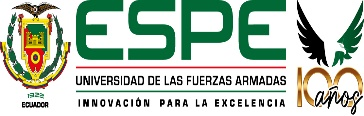 1922
ECUADOR
ESPE
UNIVERSIDAD DE LAS FUERZAS ARMADAS
INNOVACIÓN PARA LA EXCELENCIA
100
años